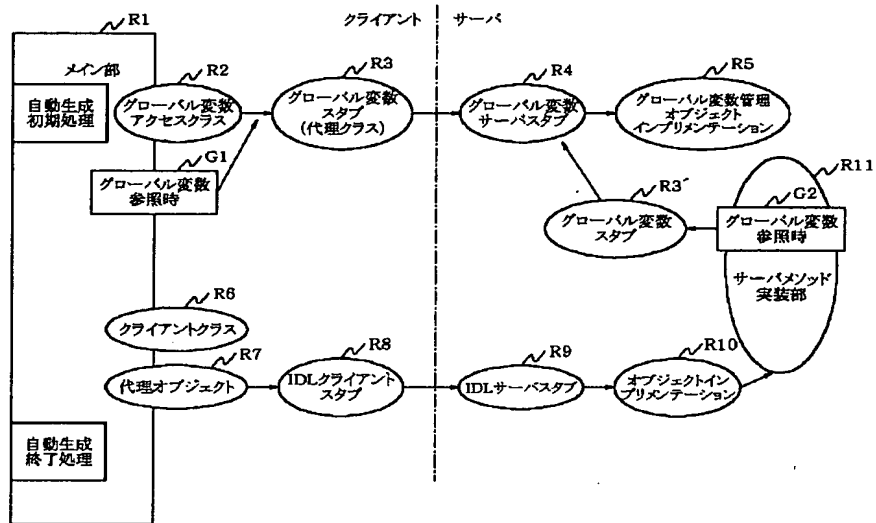 クライアント
サーバ
R1
メイン部
自動生成
初期処理
R2
グローバル変数
アクセスクラス
R3
グローバル変数
スタブ
(代理クラス)
R4
グローバル変数
サーバスタブ
R5
グローバル変数管理
オブジェクト
インプリメンテーション
G1
グローバル変数
参照時
R3´
グローバル変数
スタブ
R11
G2
グローバル変数
参照時
サーバメソッド
実装部
R6
クライアントクラス
R7
代理オブジェクト
R8
IDLクライアント
スタブ
R9
IDLサーバスタブ
R10
オブジェクトイン
プリメンテーション
自動生成
終了処理